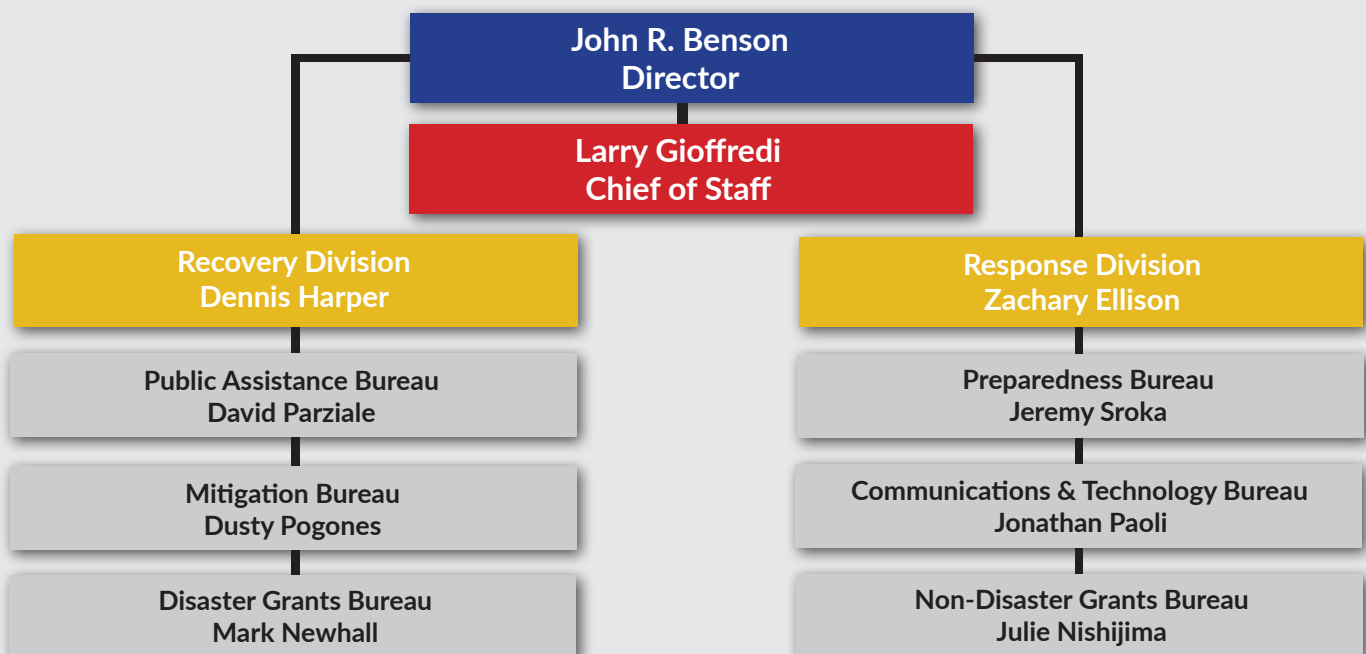 John R. Benson
Director
Larry Gioffredi
Chief of Staff
Recovery Division
Dennis Harper
Public Assistance Bureau
David Parziale
Mitigation Bureau
Dusty Pogones
Disaster Grants Bureau
Mark Newhall
Response Division
Zachary Ellison
Preparedness Bureau
Jeremy Sroka
Communications & Technology Bureau
Jonathan Paoli
Non-Disaster Grants Bureau
Julie Nishijima